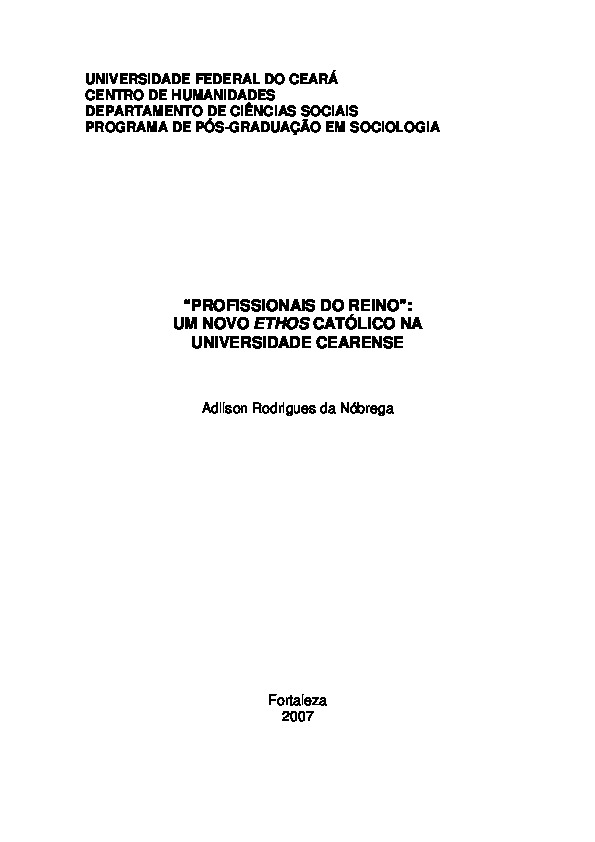 UNIVERSIDADE FEDERAL DO CEARÁ
CENTRO DE HUMANIDADES
DEPARTAMENTO DE CIÊNCIAS SOCIAIS
PROGRAMA DE PÓS-GRADUAÇÃO EM SOCIOLOGIA
“PROFISSIONAIS DO REINO”:
UM NOVO ETHOS CATÓLICO NA
UNIVERSIDADE CEARENSE
Adilson Rodrigues da Nóbrega
Fortaleza
2007